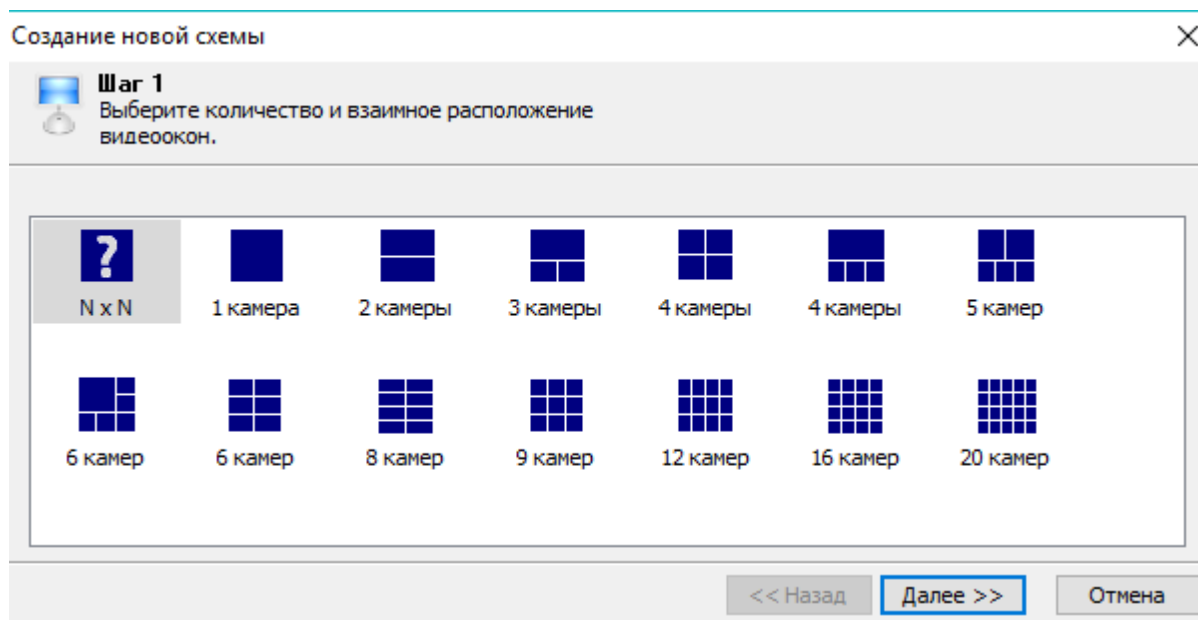 Создание новой схемы
Шаг 1
Выберите количество и взаимное расположение
видеоокон.
?
N x N
1 камера
2 камеры
3 камеры
4 камеры
4 камеры
5 камер
6 камер
6 камер
8 камер
9 камер
12 камер
16 камер
20 камер
<< Назад
Далее >>
Отмена